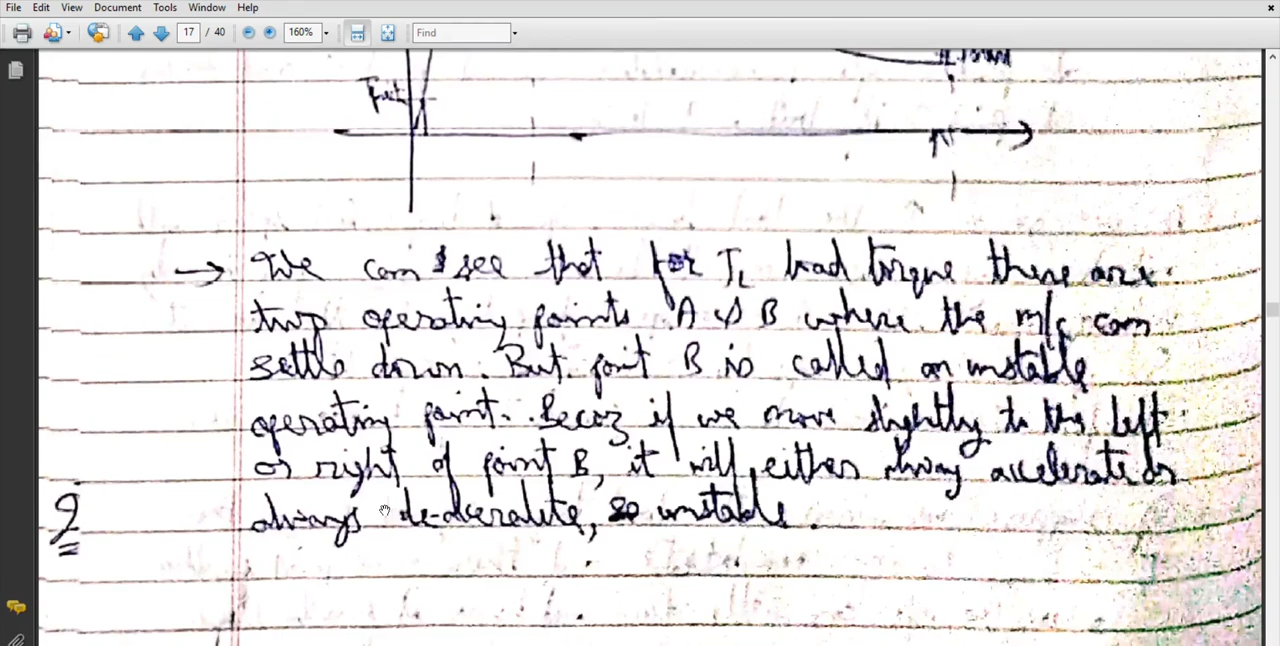 File Edit View Document Tools Window Help
17 / 40 160% Find
Tfrict
N
→ We can see that for TL load torque there are
two operating points A & B where the m/c can
settle down. But point B is called an unstable
operating point. Becoz if we move slightly to the left
or right of point B, it will either alway accelerate or
2 always de-accelerate, so unstable.